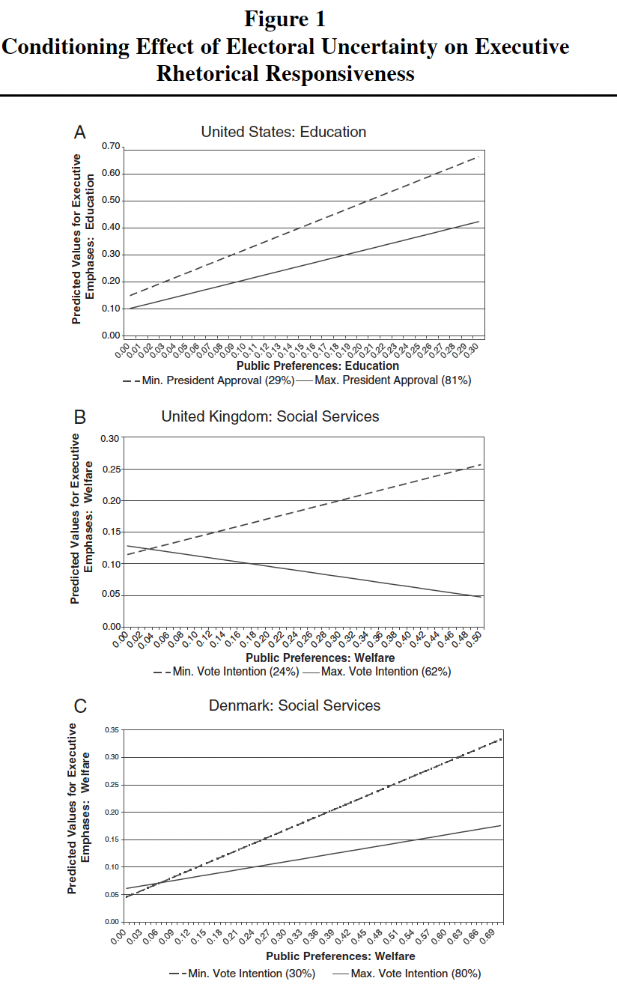 Figure 1
Conditioning Effect of Electoral Uncertainty on Executive
Rhetorical Responsiveness
A
United States: Education
Predicted Values for Executive
Emphases: Education
0.70
0.60
0.50
0.40
0.30
0.20
0.10
0.00
0.00 0.01 0.02 0.03 0.04 0.05 0.06 0.07 0.08 0.09 0.10 0.11 0.12 0.13 0.14 0.15 0.16 0.17 0.18 0.19 0.20 0.21 0.22 0.23 0.24 0.25 0.26 0.27 0.28 0.29 0.30
Public Preferences: Education
Min. President Approval (29%) Max. President Approval (81%)
B
United Kingdom: Social Services
Predicted Values for Executive
Emphases: Welfare
0.30
0.25
0.20
0.15
0.10
0.05
0.00
0.00 0.02 0.04 0.06 0.08 0.10 0.12 0.14 0.16 0.18 0.20 0.22 0.24 0.26 0.28 0.30 0.32 0.34 0.36 0.38 0.40 0.42 0.44 0.46 0.48 0.50
Public Preferences: Welfare
Min. Vote Intention (24%) Max. Vote Intention (62%)
C
Denmark: Social Services
Predicted Values for Executive
Emphases: Welfare
0.35
0.30
0.25
0.20
0.15
0.10
0.05
0.00
0.00 0.03 0.06 0.09 0.12 0.15 0.18 0.21 0.24 0.27 0.30 0.33 0.36 0.39 0.42 0.45 0.48 0.51 0.54 0.57 0.60 0.63 0.66 0.69
Public Preferences: Welfare
Min. Vote Intention (30%) Max. Vote Intention (80%)